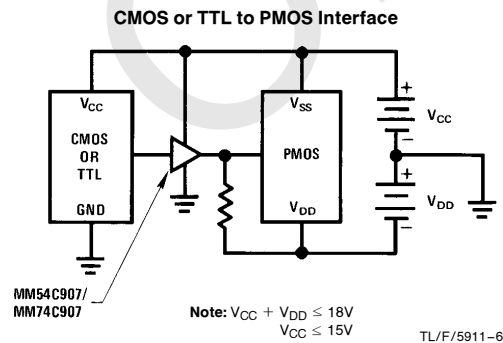 CMOS or TTL to PMOS Interface
V_CC
CMOS
OR
TTL
GND
V_SS
PMOS
V_DD
+
V_CC
−
+
V_DD
−
MM54C907/
MM74C907
Note: V_CC + V_DD ≤ 18V
V_CC ≤ 15V
TL/F/5911–6